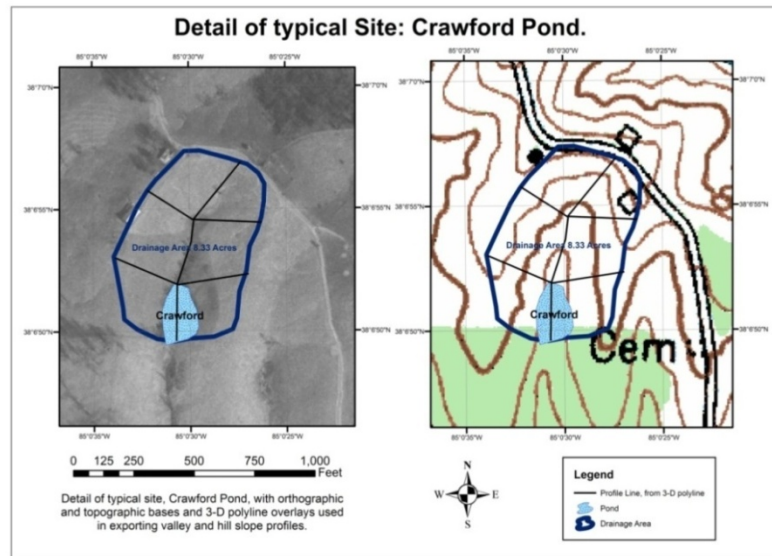 Detail of typical Site: Crawford Pond.
85°0'35"W 85°0'30"W 85°0'25"W
38°7'0"N
38°6'55"N
38°6'50"N
Drainage Area 8.33 Acres
Crawford
38°7'0"N
38°6'55"N
38°6'50"N
85°0'35"W 85°0'30"W 85°0'25"W
85°0'35"W 85°0'30"W 85°0'25"W
38°7'0"N
38°6'55"N
38°6'50"N
Drainage Area 8.33 Acres
Crawford
Cem
38°7'0"N
38°6'55"N
38°6'50"N
85°0'35"W 85°0'30"W 85°0'25"W
0 125 250 500 750 1,000
Feet
Detail of typical site, Crawford Pond, with orthographic
and topographic bases and 3-D polyline overlays used
in exporting valley and hill slope profiles.
N
W E
S
Legend
Profile Line, from 3-D polyline
Pond
Drainage Area